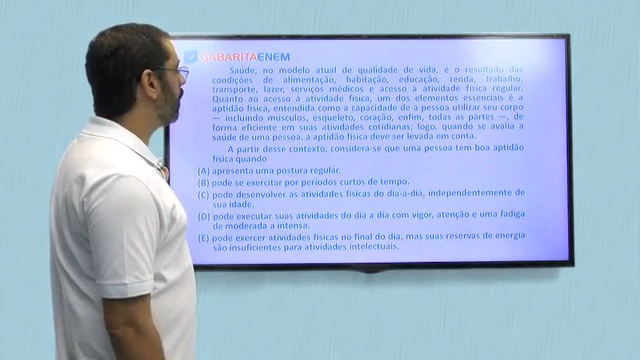 GABARITAENEM
Saúde, no modelo atual de qualidade de vida, é o resultado das
condições de alimentação, habitação, educação, renda, trabalho,
transporte, lazer, serviços médicos e acesso à atividade física regular.
Quanto ao acesso à atividade física, um dos elementos essenciais é a
aptidão física, entendida como a capacidade de a pessoa utilizar seu corpo
— incluindo músculos, esqueleto, coração, enfim, todas as partes —, de
forma eficiente em suas atividades cotidianas; logo, quando se avalia a
saúde de uma pessoa, a aptidão física deve ser levada em conta.
A partir desse contexto, considera-se que uma pessoa tem boa aptidão
física quando
(A) apresenta uma postura regular.
(B) pode se exercitar por períodos curtos de tempo.
(C) pode desenvolver as atividades físicas do dia-a-dia, independentemente de
sua idade.
(D) pode executar suas atividades do dia a dia com vigor, atenção e uma fadiga
de moderada a intensa.
(E) pode exercer atividades físicas no final do dia, mas suas reservas de energia
são insuficientes para atividades intelectuais.